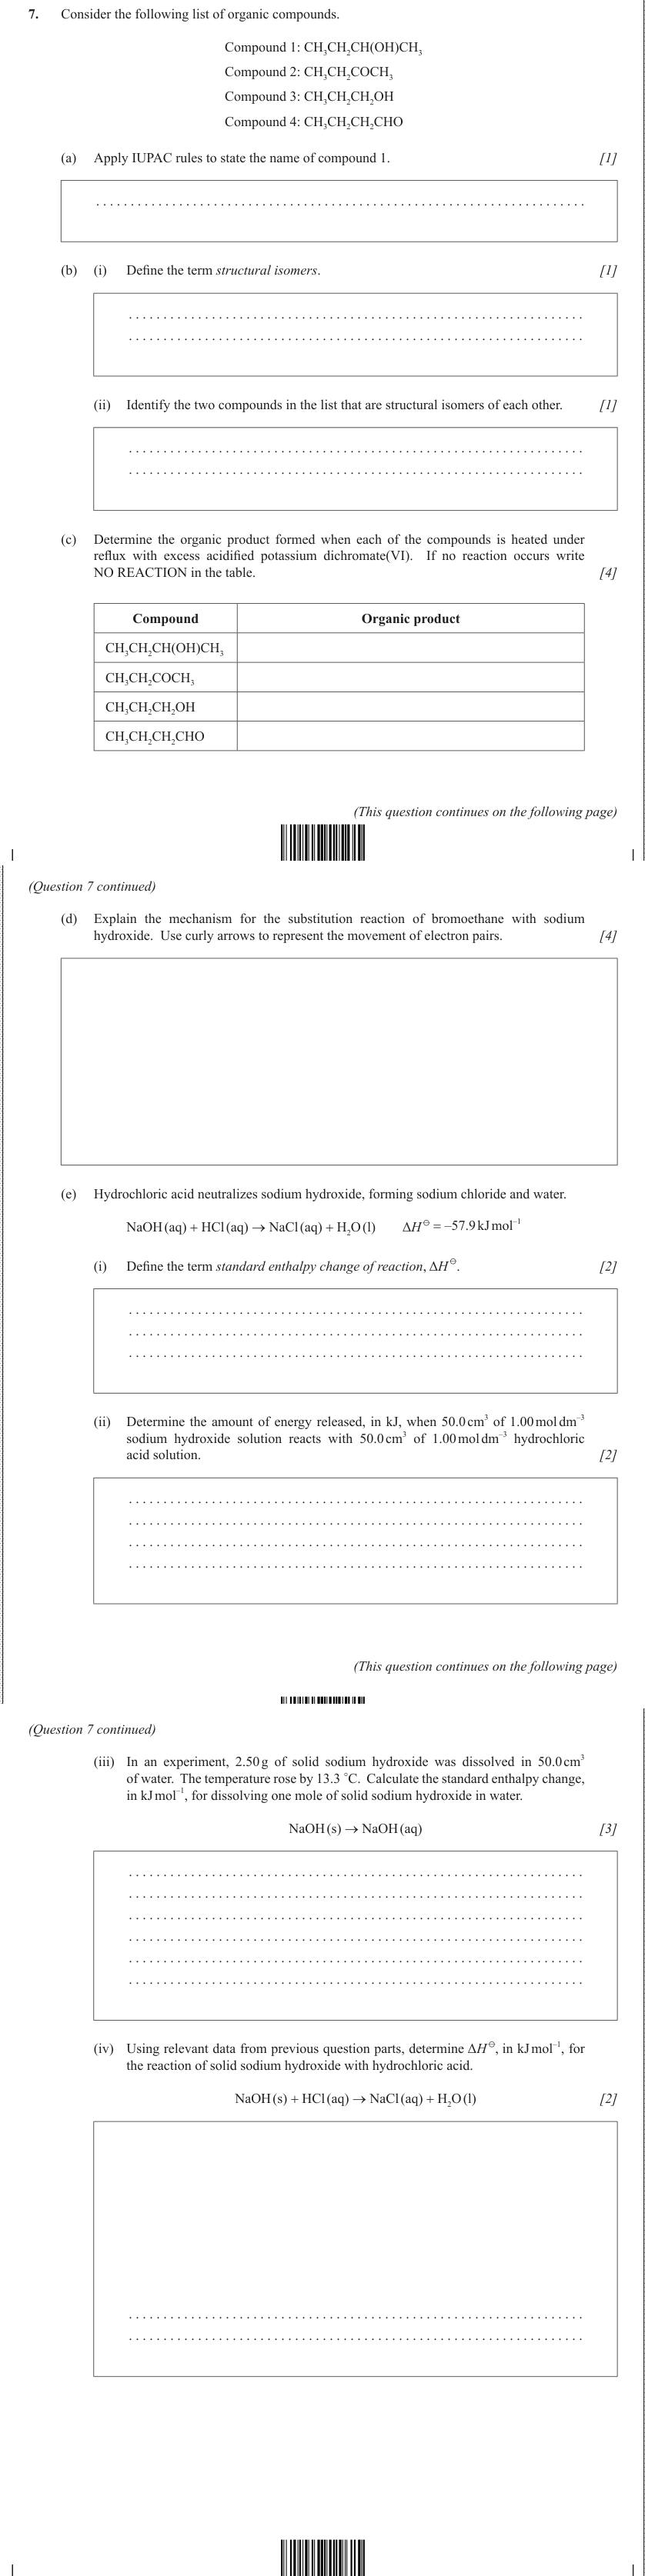 7. Consider the following list of organic compounds.
Compound 1: CH₃CH₂CH(OH)CH₃
Compound 2: CH₃CH₂COCH₃
Compound 3: CH₃CH₂CH₂OH
Compound 4: CH₃CH₂CH₂CHO
(a) Apply IUPAC rules to state the name of compound 1. [1]
(b) (i) Define the term structural isomers. [1]
(ii) Identify the two compounds in the list that are structural isomers of each other. [1]
(c) Determine the organic product formed when each of the compounds is heated under
reflux with excess acidified potassium dichromate(VI). If no reaction occurs write
NO REACTION in the table. [4]
Compound Organic product
CH₃CH₂CH(OH)CH₃
CH₃CH₂COCH₃
CH₃CH₂CH₂OH
CH₃CH₂CH₂CHO
(This question continues on the following page)
(Question 7 continued)
(d) Explain the mechanism for the substitution reaction of bromoethane with sodium
hydroxide. Use curly arrows to represent the movement of electron pairs. [4]
(e) Hydrochloric acid neutralizes sodium hydroxide, forming sodium chloride and water.
NaOH(aq) + HCl(aq) → NaCl(aq) + H₂O(l) ΔH⊖ = −57.9 kJ mol⁻¹
(i) Define the term standard enthalpy change of reaction, ΔH⊖. [2]
(ii) Determine the amount of energy released, in kJ, when 50.0 cm³ of 1.00 mol dm⁻³
sodium hydroxide solution reacts with 50.0 cm³ of 1.00 mol dm⁻³ hydrochloric
acid solution. [2]
(This question continues on the following page)
(Question 7 continued)
(iii) In an experiment, 2.50 g of solid sodium hydroxide was dissolved in 50.0 cm³
of water. The temperature rose by 13.3 °C. Calculate the standard enthalpy change,
in kJ mol⁻¹, for dissolving one mole of solid sodium hydroxide in water.
NaOH(s) → NaOH(aq) [3]
(iv) Using relevant data from previous question parts, determine ΔH⊖, in kJ mol⁻¹, for
the reaction of solid sodium hydroxide with hydrochloric acid.
NaOH(s) + HCl(aq) → NaCl(aq) + H₂O(l) [2]